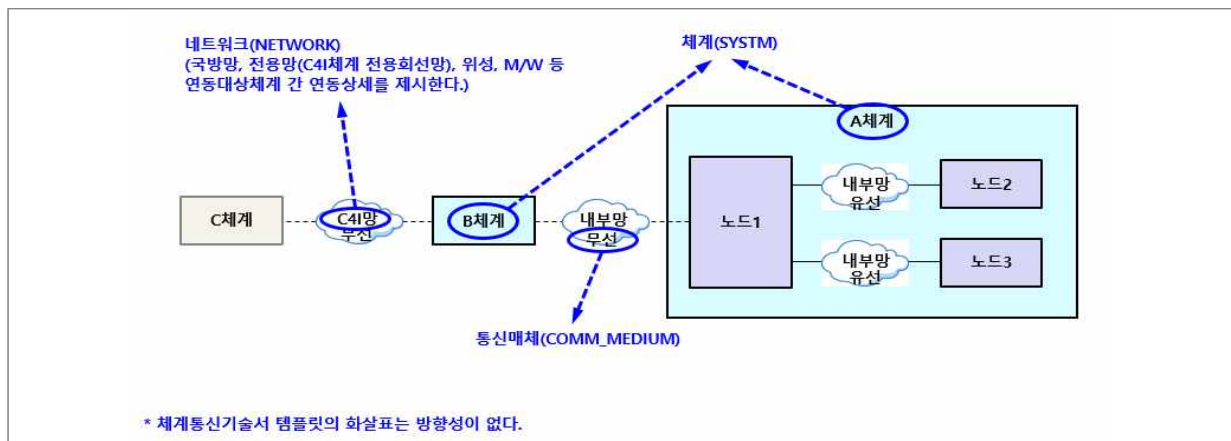 네트워크(NETWORK)
(국방망, 전용망(C4I체계 전용회선망), 위성, M/W 등
연동대상체계 간 연동상세를 제시한다.)
체계(SYSTM)
A체계
C체계
C4I망
무선
B체계
내부망
무선
노드1
내부망
유선
노드2
내부망
유선
노드3
통신매체(COMM_MEDIUM)
* 체계통신기술서 템플릿의 화살표는 방향성이 없다.